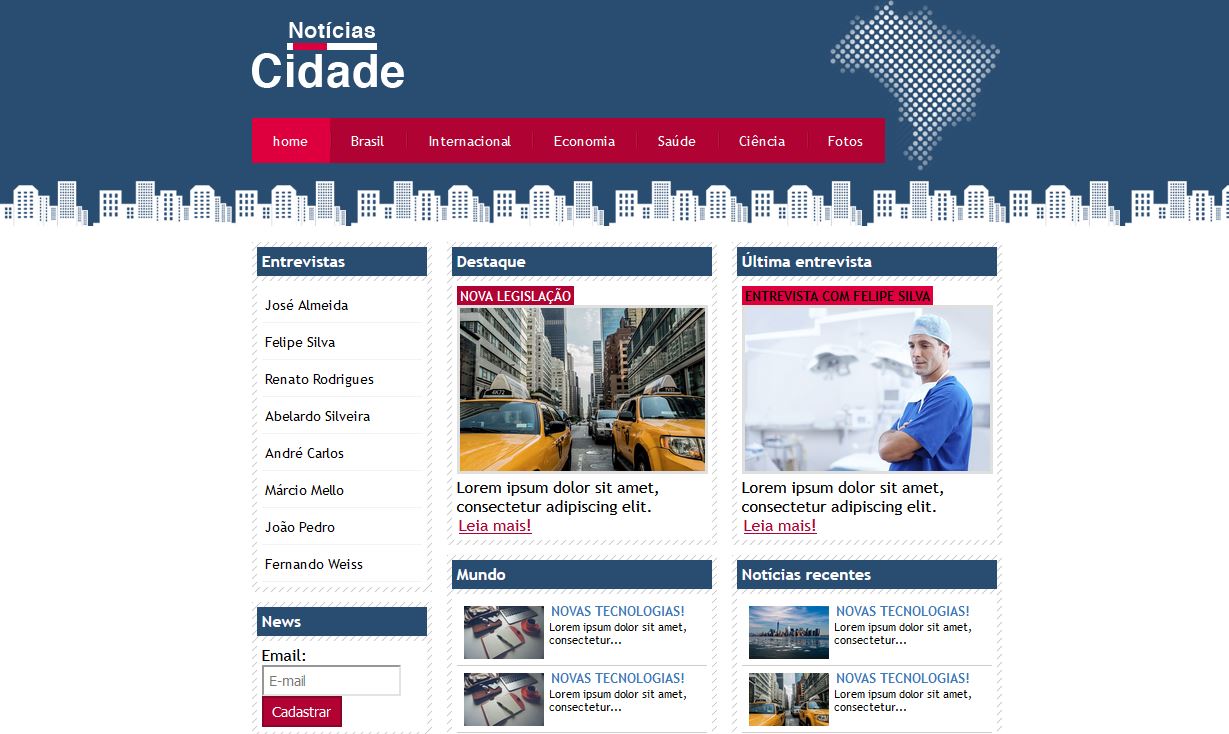 Notícias
Cidade
home
Brasil
Internacional
Economia
Saúde
Ciência
Fotos
Entrevistas
José Almeida
Felipe Silva
Renato Rodrigues
Abelardo Silveira
André Carlos
Márcio Mello
João Pedro
Fernando Weiss
News
Email:
E-mail
Cadastrar
Destaque
NOVA LEGISLAÇÃO
Lorem ipsum dolor sit amet,
consectetur adipiscing elit.
Leia mais!
Última entrevista
ENTREVISTA COM FELIPE SILVA
Lorem ipsum dolor sit amet,
consectetur adipiscing elit.
Leia mais!
Mundo
NOVAS TECNOLOGIAS!
Lorem ipsum dolor sit amet,
consectetur...
NOVAS TECNOLOGIAS!
Lorem ipsum dolor sit amet,
consectetur...
Notícias recentes
NOVAS TECNOLOGIAS!
Lorem ipsum dolor sit amet,
consectetur...
NOVAS TECNOLOGIAS!
Lorem ipsum dolor sit amet,
consectetur...